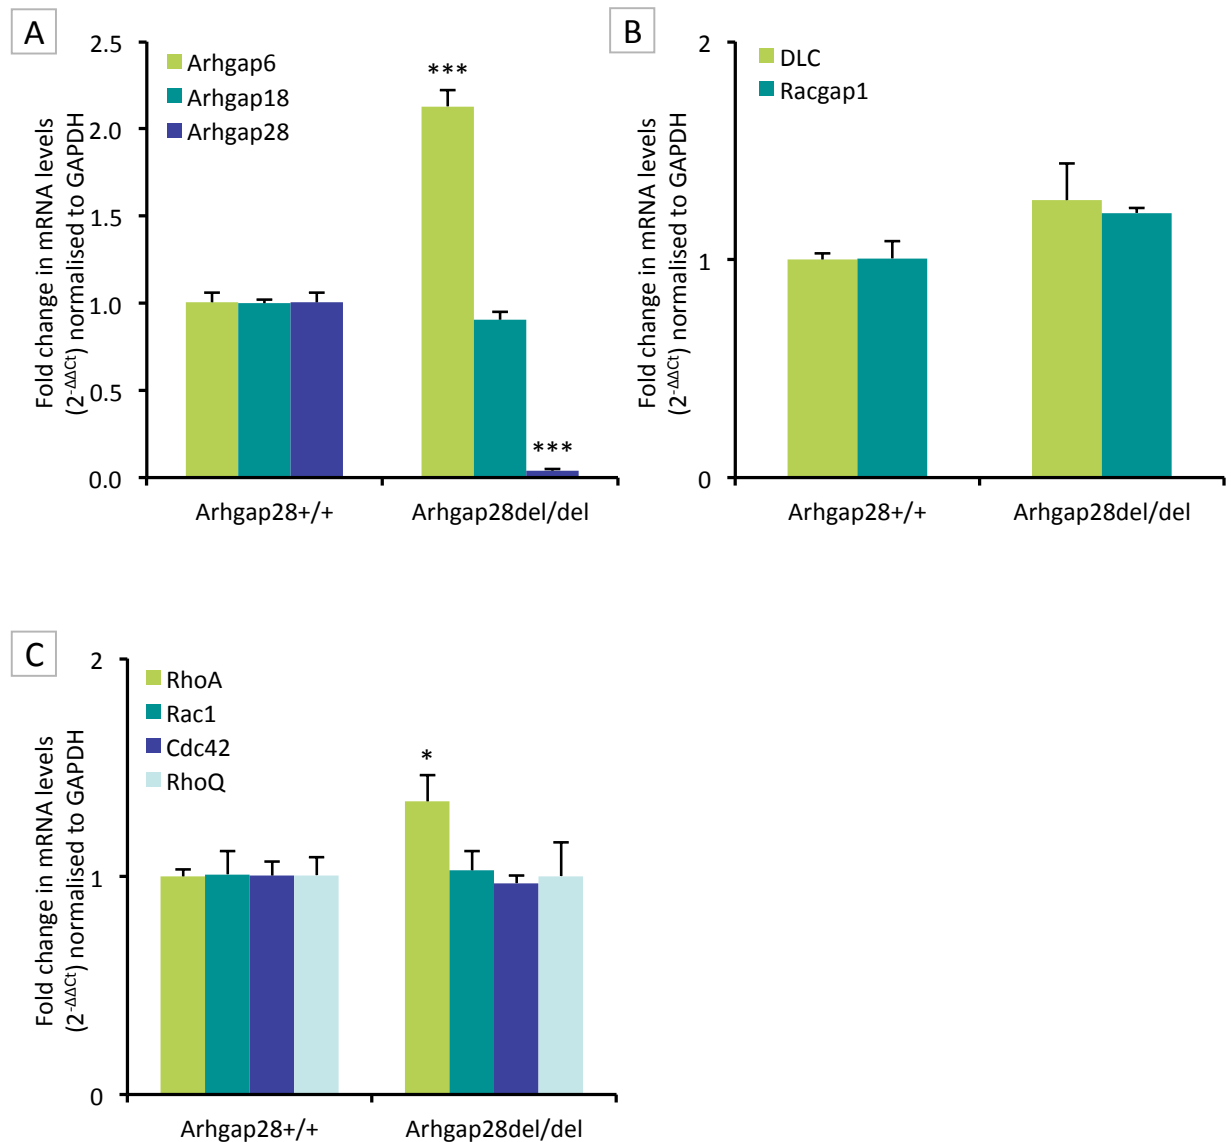 A
Fold change in mRNA levels
(2-ΔΔCt) normalised to GAPDH
2.5
2.0
1.5
1.0
0.5
0.0
Arhgap6
Arhgap18
Arhgap28
***
***
Arhgap28+/+
Arhgap28del/del
B
Fold change in mRNA levels
(2-ΔΔCt) normalised to GAPDH
2
1
0
DLC
Racgap1
Arhgap28+/+
Arhgap28del/del
C
Fold change in mRNA levels
(2-ΔΔCt) normalised to GAPDH
2
1
0
RhoA
Rac1
Cdc42
RhoQ
*
Arhgap28+/+
Arhgap28del/del